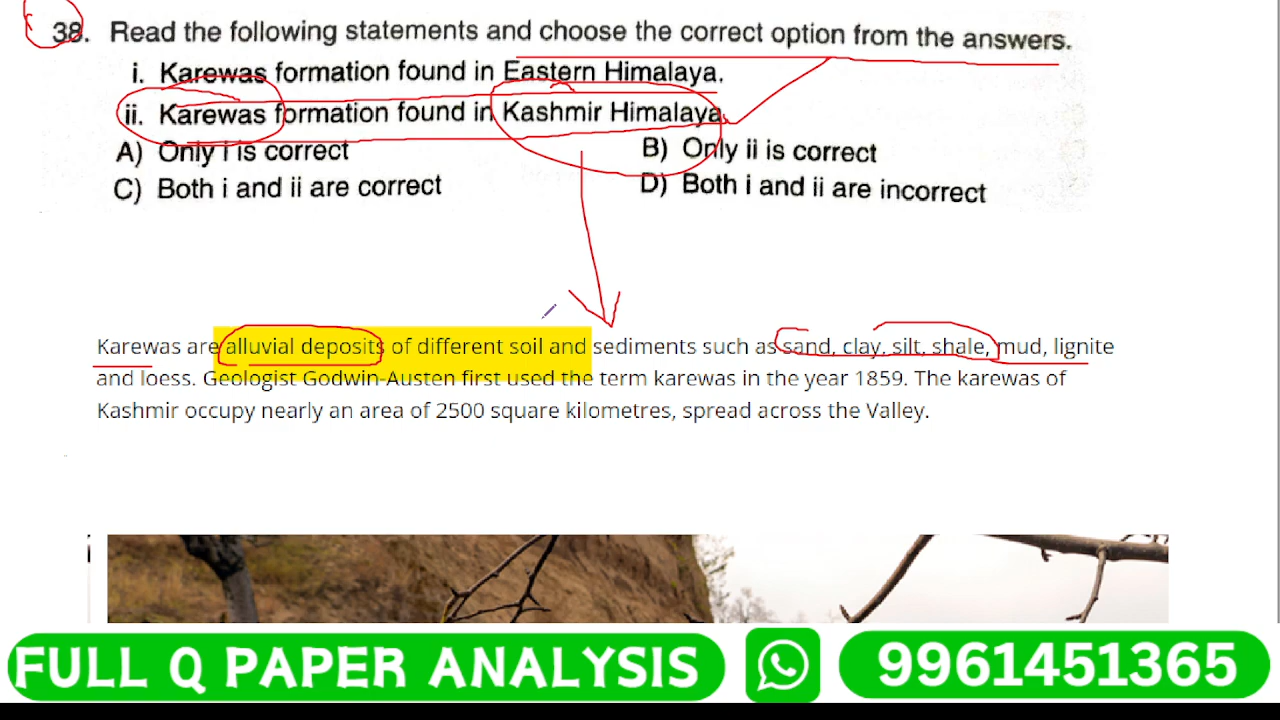 38. Read the following statements and choose the correct option from the answers.
i. Karewas formation found in Eastern Himalaya.
ii. Karewas formation found in Kashmir Himalaya.
A) Only i is correct
B) Only ii is correct
C) Both i and ii are correct
D) Both i and ii are incorrect
Karewas are alluvial deposits of different soil and sediments such as sand, clay, silt, shale, mud, lignite
and loess. Geologist Godwin-Austen first used the term karewas in the year 1859. The karewas of
Kashmir occupy nearly an area of 2500 square kilometres, spread across the Valley.
FULL Q PAPER ANALYSIS
9961451365